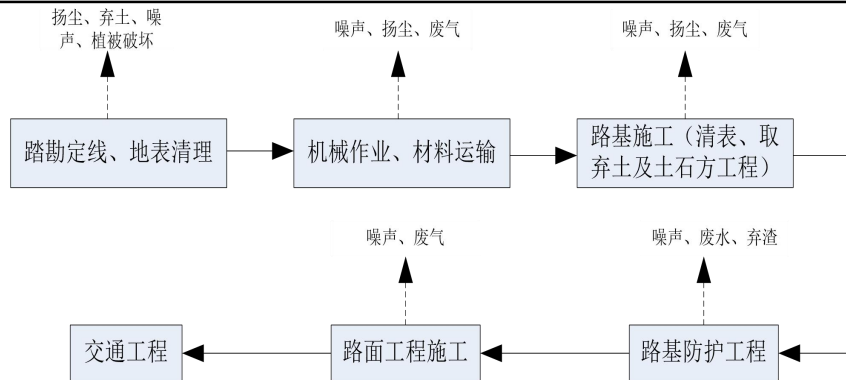 扬尘、弃土、噪
声、植被破坏
噪声、扬尘、废气
噪声、扬尘、废气
踏勘定线、地表清理
机械作业、材料运输
路基施工（清表、取
弃土及土石方工程）
噪声、废气
噪声、废水、弃渣
交通工程
路面工程施工
路基防护工程